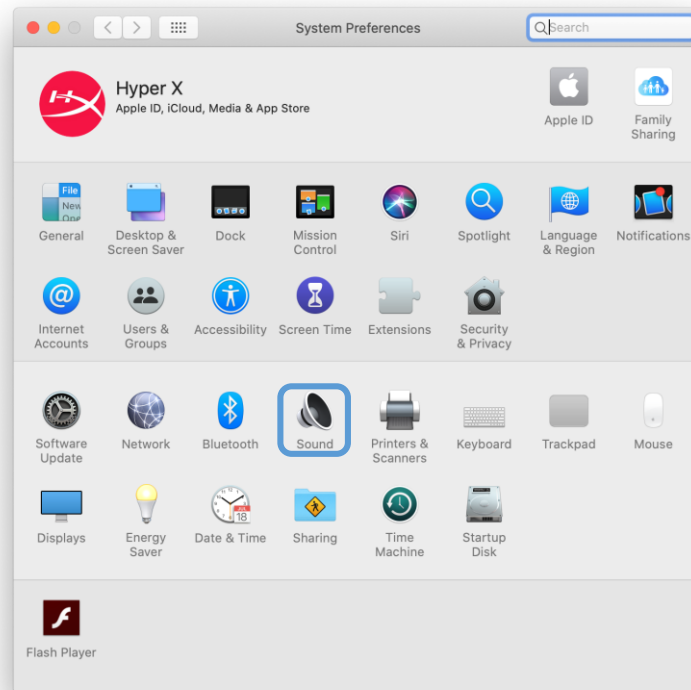 System Preferences
Search
Hyper X
Apple ID, iCloud, Media & App Store
Apple ID
Family
Sharing
File
New
Ope
General
Desktop &
Screen Saver
Dock
Mission
Control
Siri
Spotlight
Language
& Region
Notifications
@
Internet
Accounts
Users &
Groups
Accessibility
Screen Time
Extensions
Security
& Privacy
Software
Update
Network
Bluetooth
Sound
Printers &
Scanners
Keyboard
Trackpad
Mouse
JUL
18
Displays
Energy
Saver
Date & Time
Sharing
Time
Machine
Startup
Disk
Flash Player